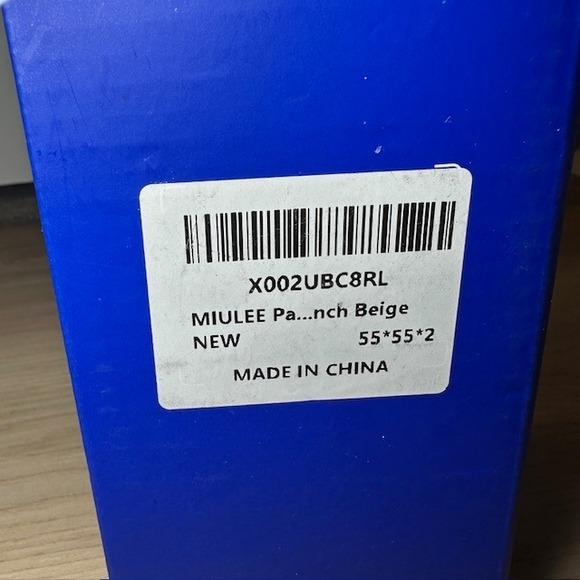 X002UBC8RL
MIULEE Pa...nch Beige
NEW 55*55*2
MADE IN CHINA